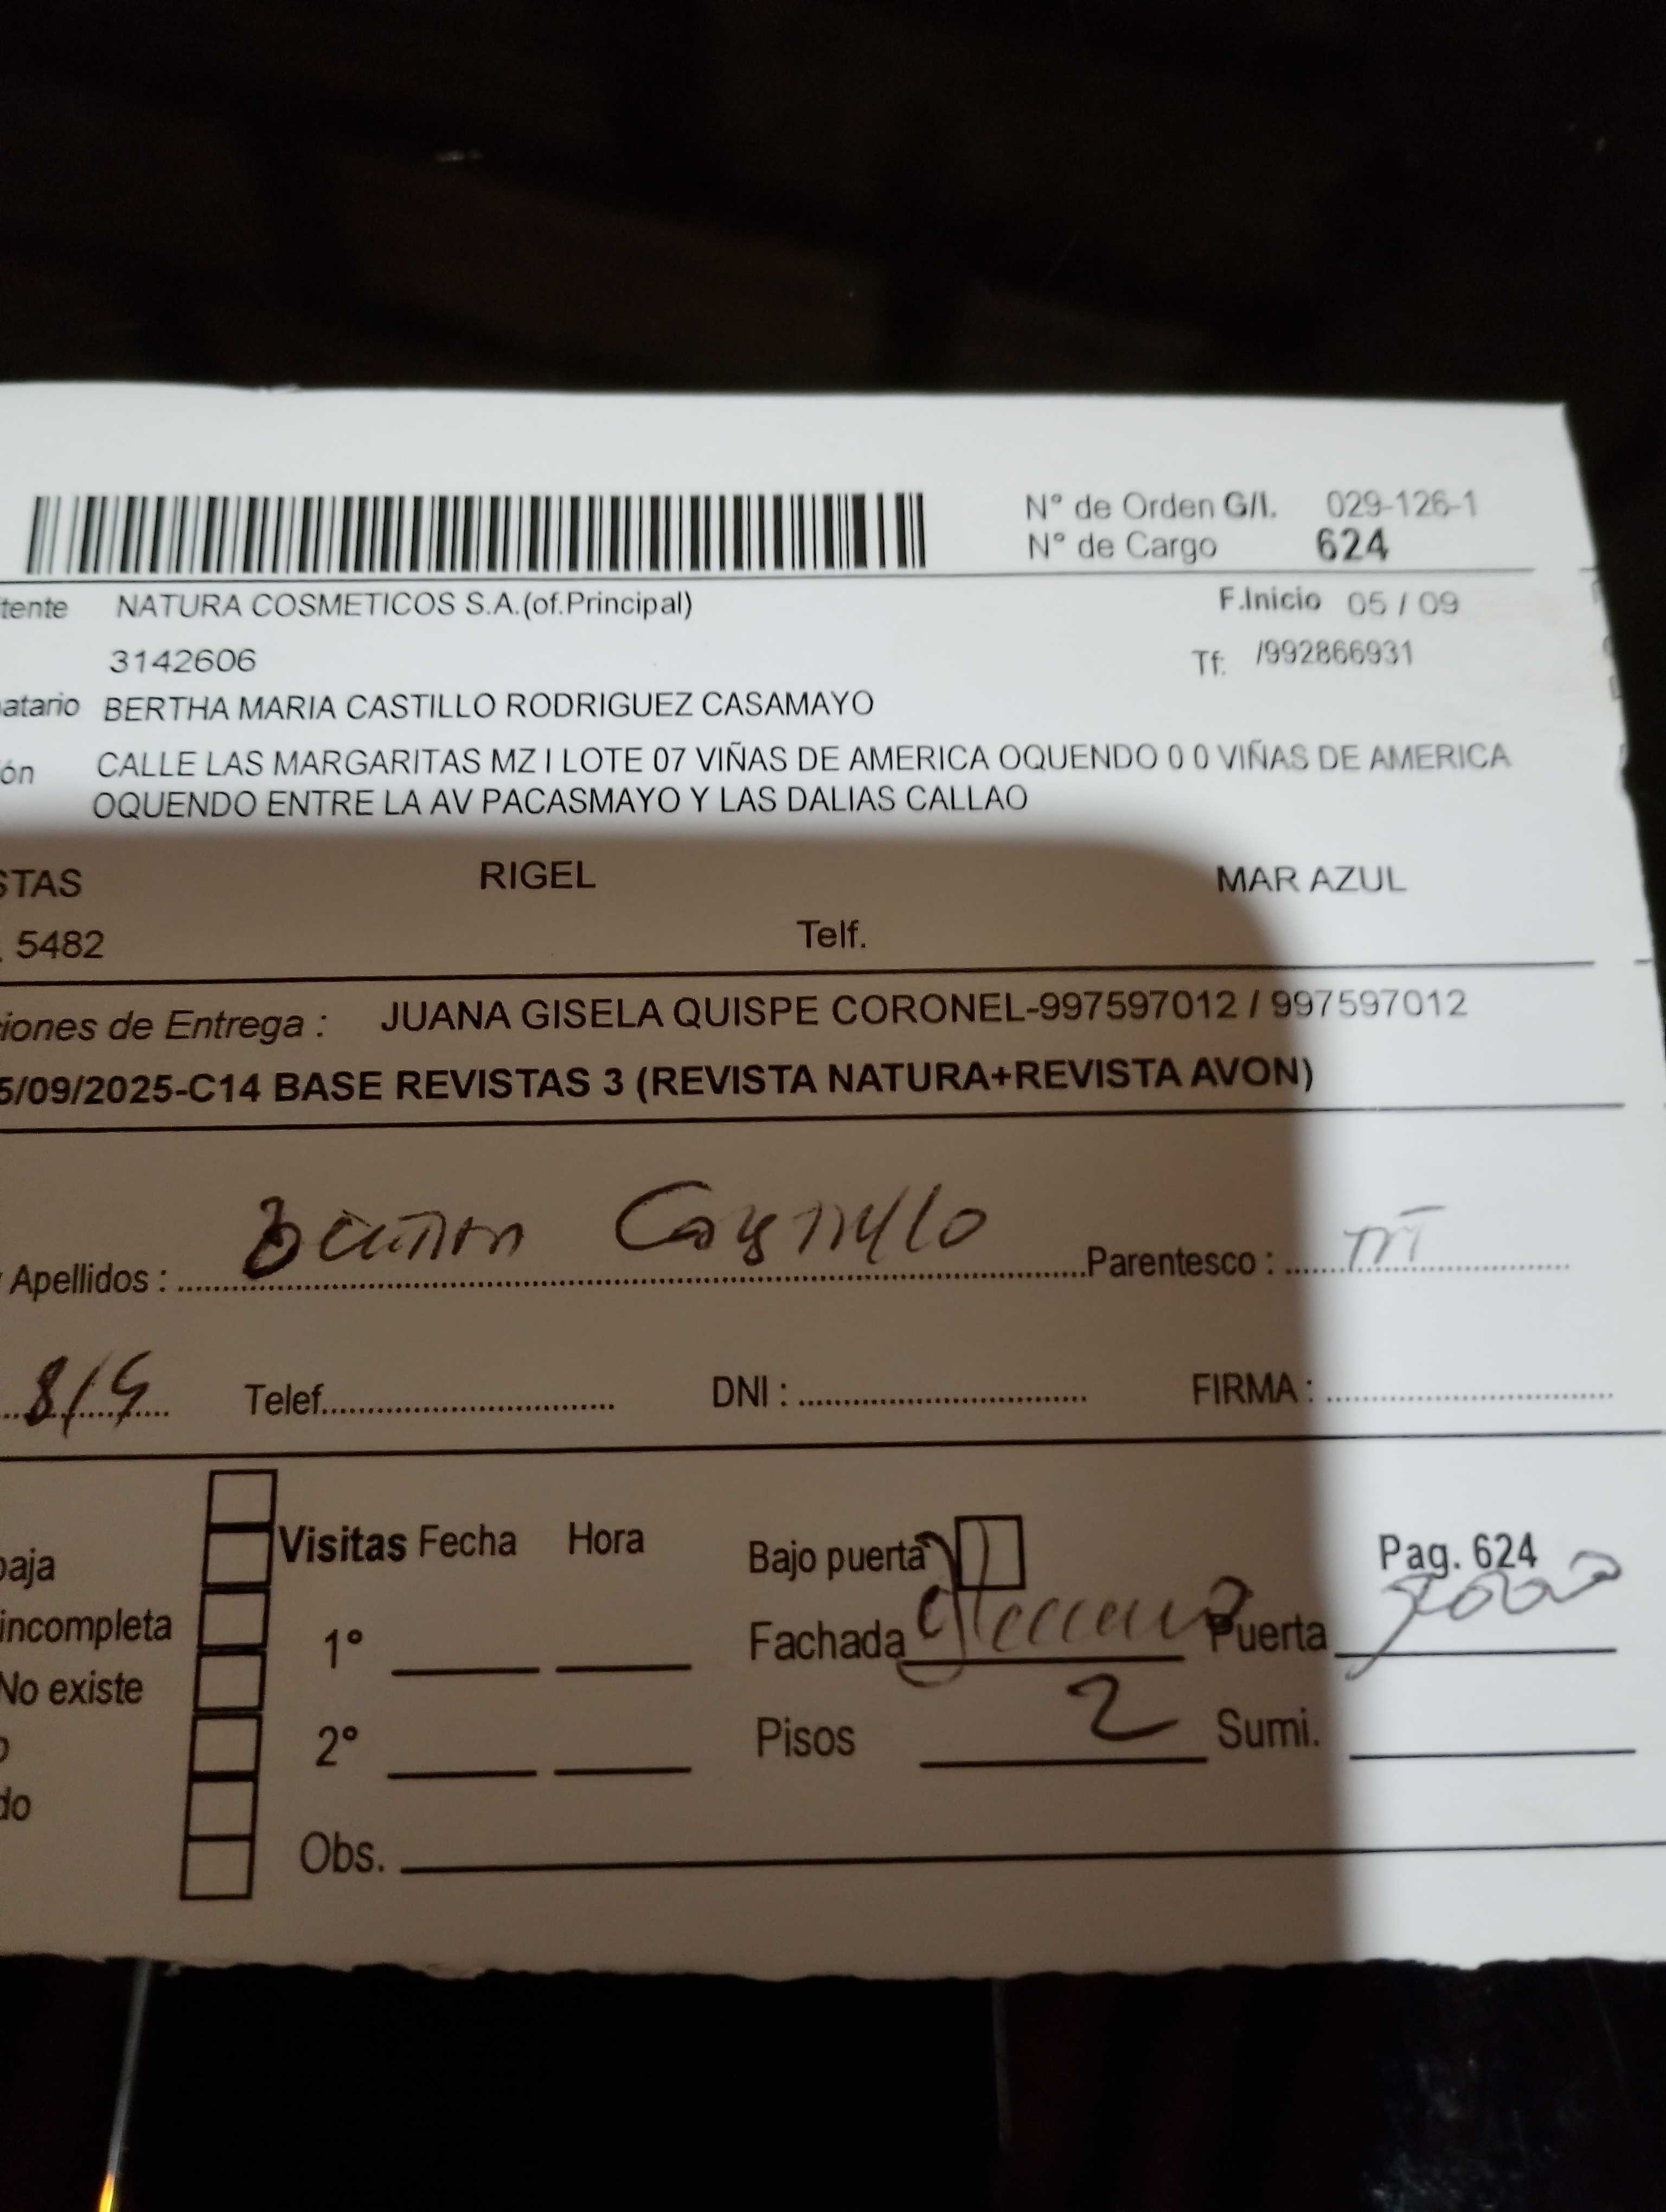 N° de Orden G/I. 029-126-1
N° de Cargo 624
tente NATURA COSMETICOS S.A.(of.Principal) F.Inicio 05 / 09
3142606 Tf: /992866931
atario BERTHA MARIA CASTILLO RODRIGUEZ CASAMAYO
ón CALLE LAS MARGARITAS MZ I LOTE 07 VIÑAS DE AMERICA OQUENDO 0 0 VIÑAS DE AMERICA
OQUENDO ENTRE LA AV PACASMAYO Y LAS DALIAS CALLAO
STAS RIGEL MAR AZUL
5482 Telf.
iones de Entrega : JUANA GISELA QUISPE CORONEL-997597012 / 997597012
5/09/2025-C14 BASE REVISTAS 3 (REVISTA NATURA+REVISTA AVON)
Apellidos : Castillo Parentesco :
8/9 Telef. DNI : FIRMA :
Visitas Fecha Hora Bajo puerta Pag. 624
baja
incompleta 1° Fachada Puerta
No existe
2° Pisos 2 Sumi.
do
Obs.